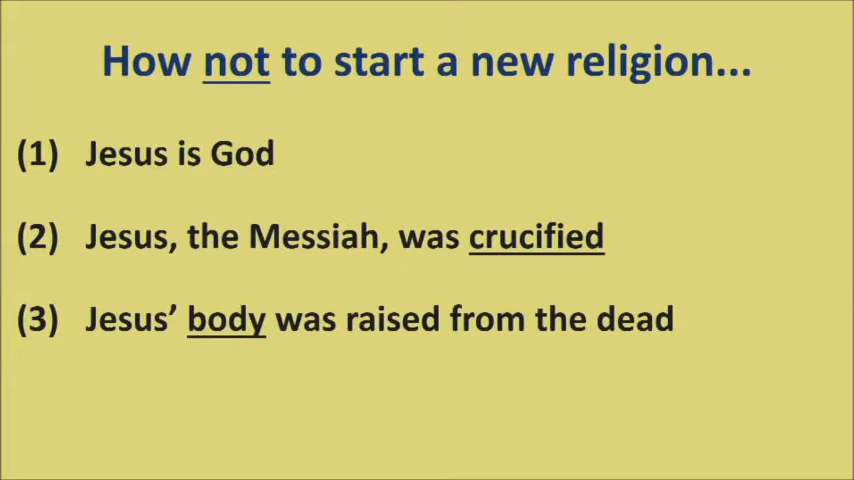 How not to start a new religion...
(1) Jesus is God
(2) Jesus, the Messiah, was crucified
(3) Jesus’ body was raised from the dead